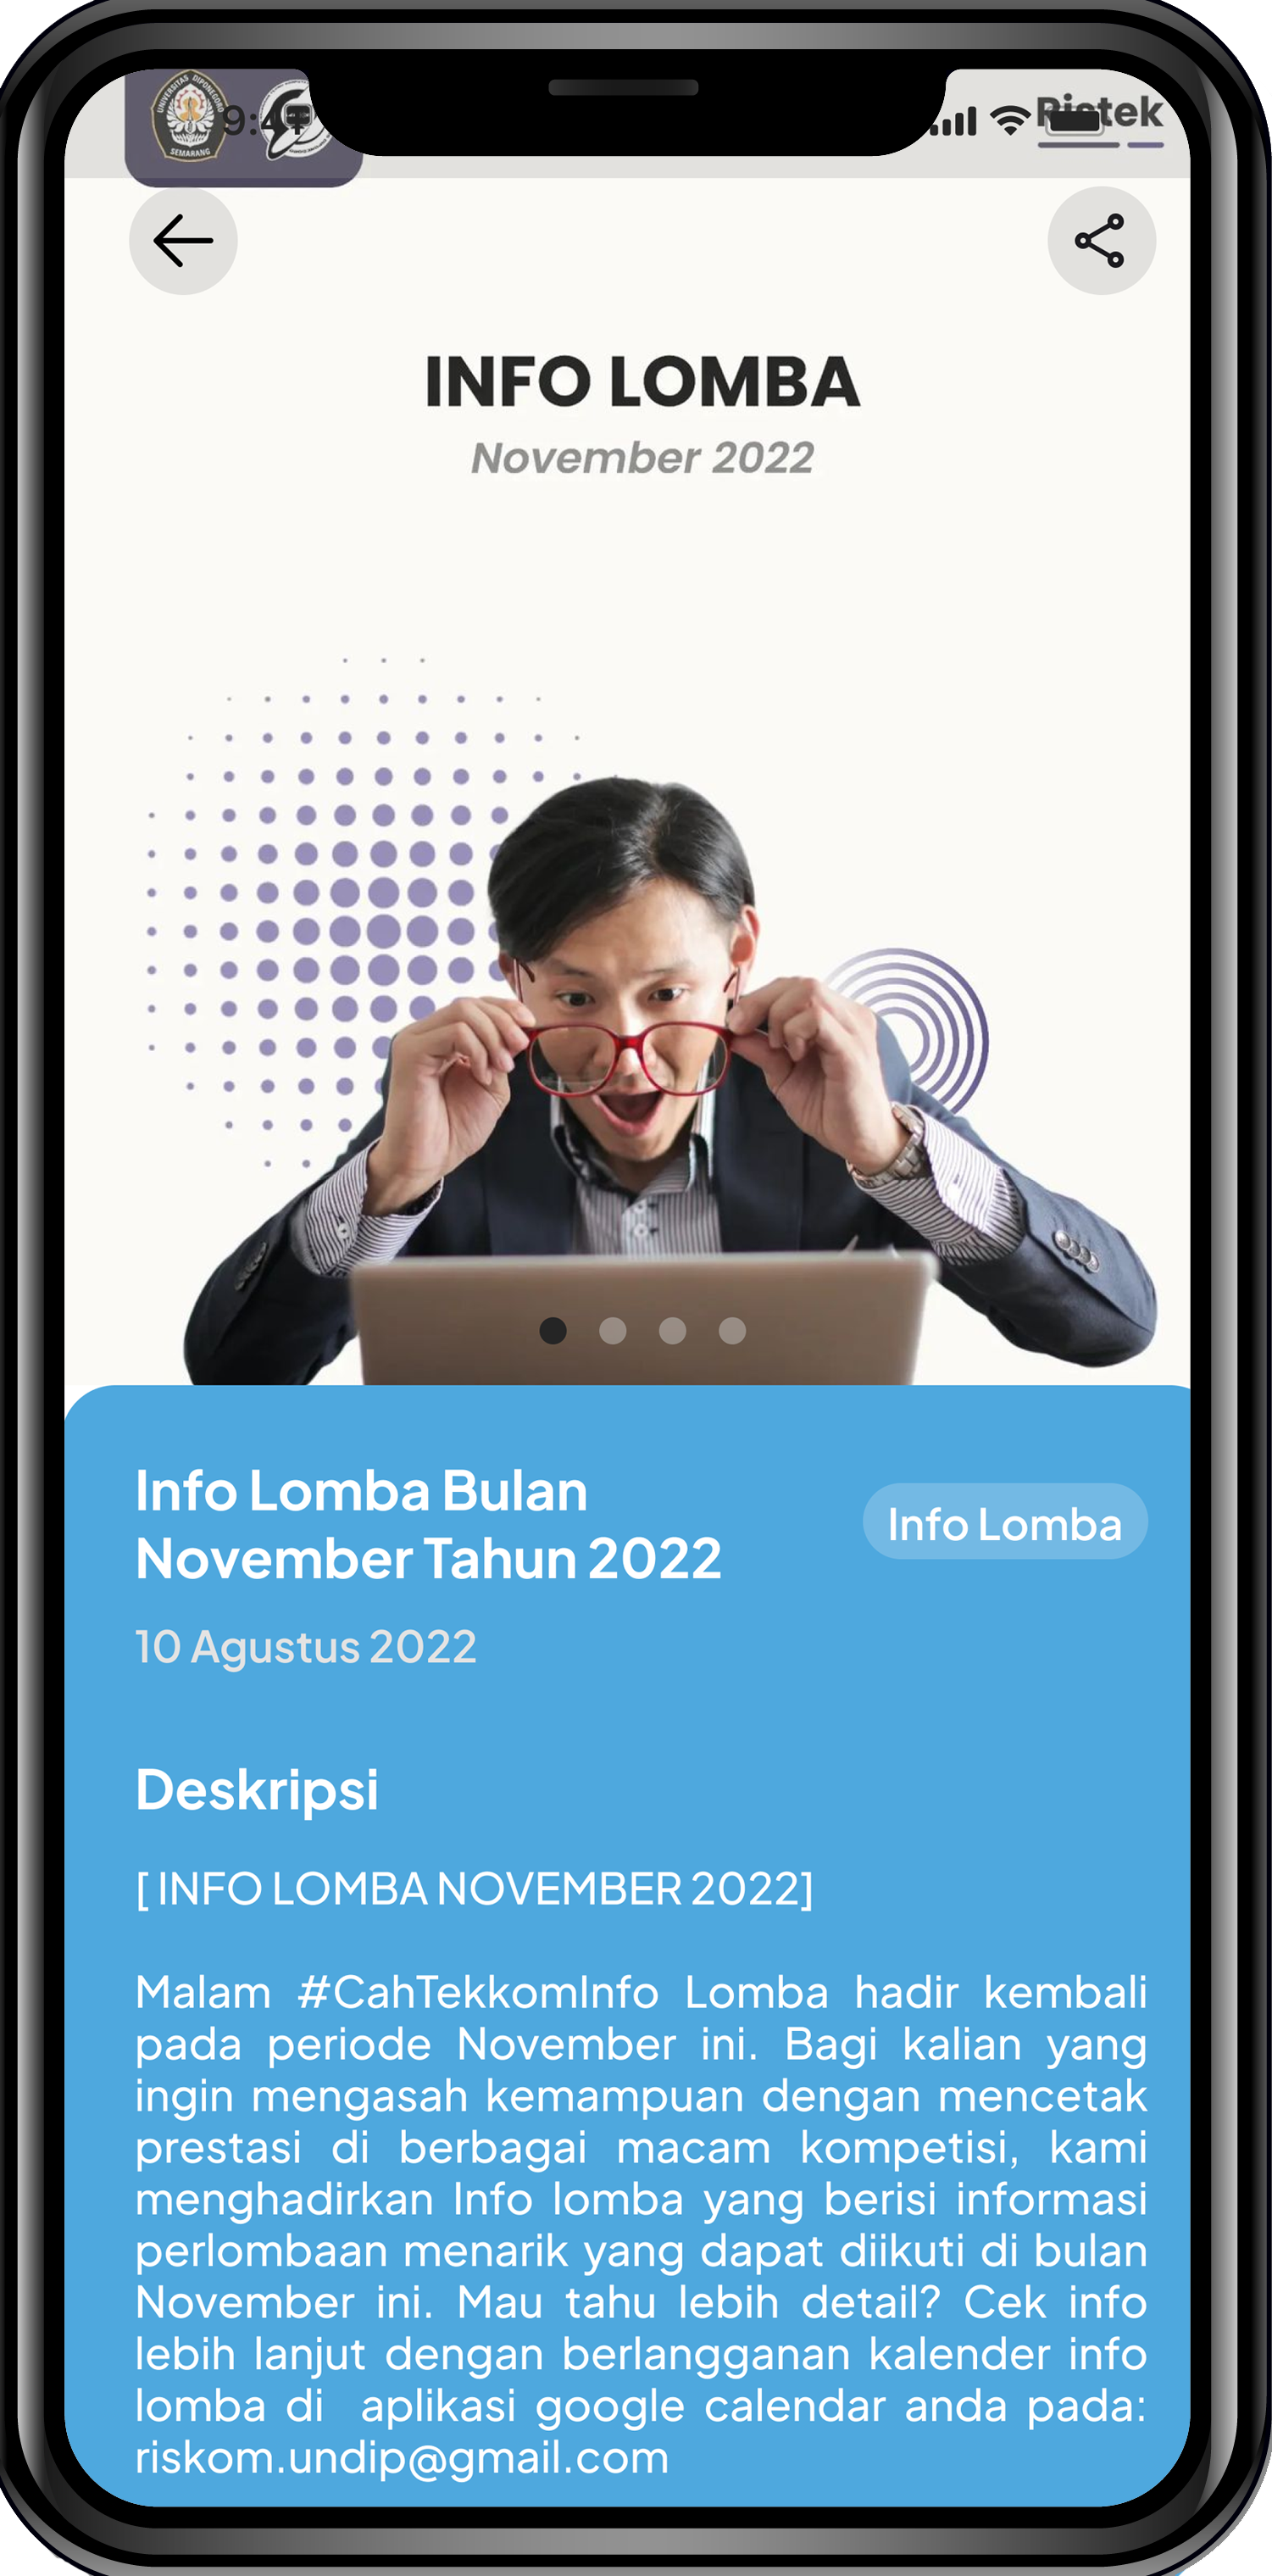 UNIVERSITAS DIPONEGORO
SEMARANG
Ristek
INFO LOMBA
November 2022
Info Lomba Bulan
November Tahun 2022
Info Lomba
10 Agustus 2022
Deskripsi
[ INFO LOMBA NOVEMBER 2022]
Malam #CahTekkomInfo Lomba hadir kembali
pada periode November ini. Bagi kalian yang
ingin mengasah kemampuan dengan mencetak
prestasi di berbagai macam kompetisi, kami
menghadirkan Info lomba yang berisi informasi
perlombaan menarik yang dapat diikuti di bulan
November ini. Mau tahu lebih detail? Cek info
lebih lanjut dengan berlangganan kalender info
lomba di aplikasi google calendar anda pada:
riskom.undip@gmail.com